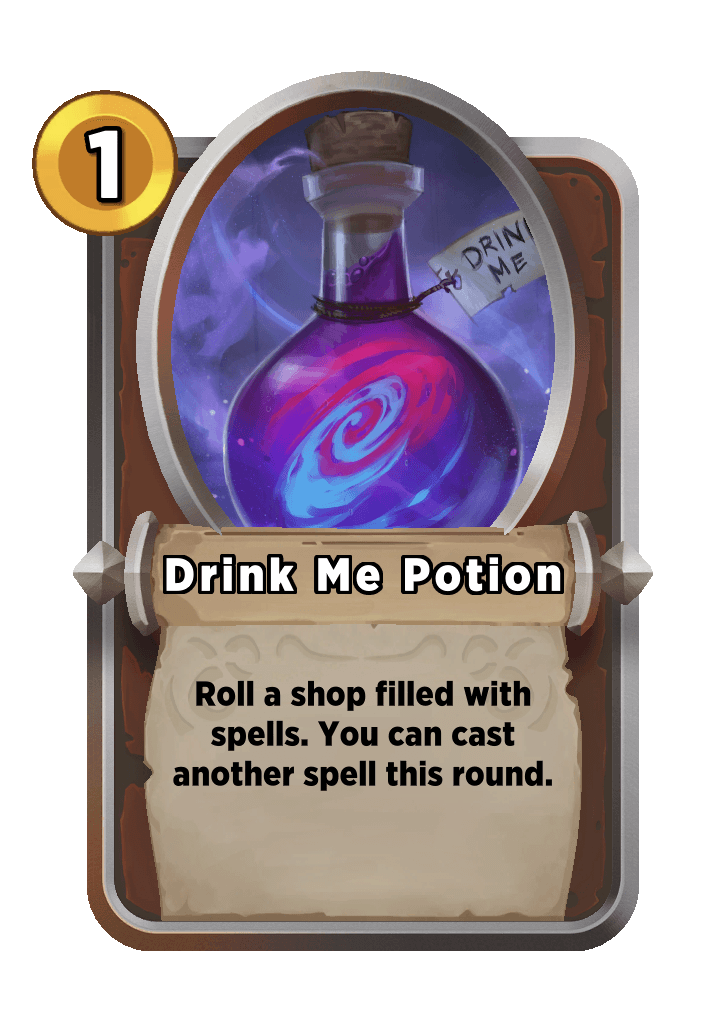 1
DRINK
ME
Drink Me Potion
Roll a shop filled with
spells. You can cast
another spell this round.